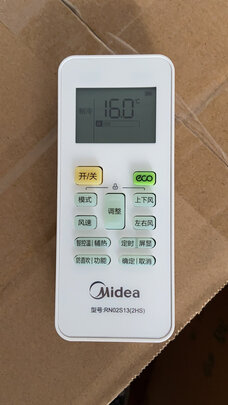 制冷 16.0℃
开/关 eco
模式 上下风
调整
风速 左右风
智控温 辅热 定时 屏显
防直吹 功能 确定 取消
Midea
型号:RN02S13(2HS)